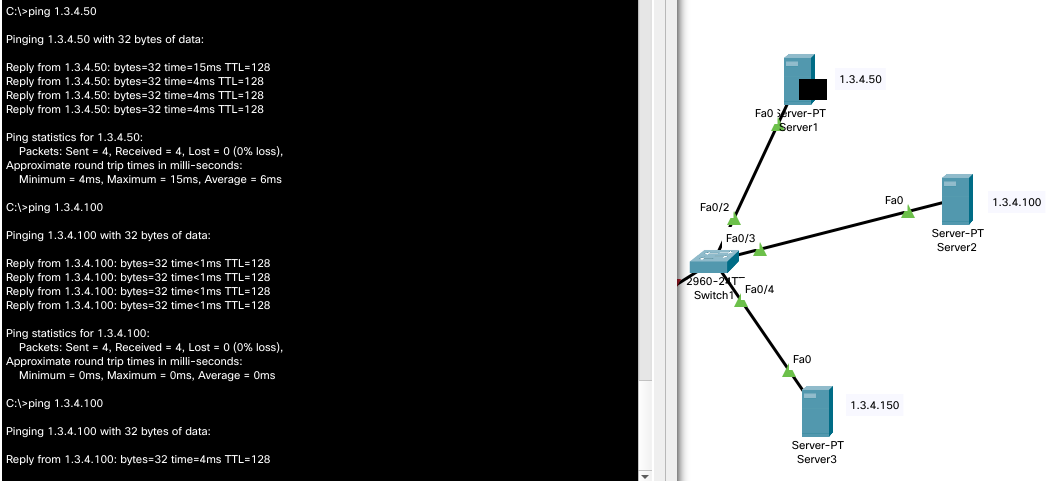 C:\>ping 1.3.4.50
Pinging 1.3.4.50 with 32 bytes of data:
Reply from 1.3.4.50: bytes=32 time=15ms TTL=128
Reply from 1.3.4.50: bytes=32 time=4ms TTL=128
Reply from 1.3.4.50: bytes=32 time=4ms TTL=128
Reply from 1.3.4.50: bytes=32 time=4ms TTL=128
Ping statistics for 1.3.4.50:
Packets: Sent = 4, Received = 4, Lost = 0 (0% loss),
Approximate round trip times in milli-seconds:
Minimum = 4ms, Maximum = 15ms, Average = 6ms
C:\>ping 1.3.4.100
Pinging 1.3.4.100 with 32 bytes of data:
Reply from 1.3.4.100: bytes=32 time<1ms TTL=128
Reply from 1.3.4.100: bytes=32 time<1ms TTL=128
Reply from 1.3.4.100: bytes=32 time<1ms TTL=128
Reply from 1.3.4.100: bytes=32 time<1ms TTL=128
Ping statistics for 1.3.4.100:
Packets: Sent = 4, Received = 4, Lost = 0 (0% loss),
Approximate round trip times in milli-seconds:
Minimum = 0ms, Maximum = 0ms, Average = 0ms
C:\>ping 1.3.4.100
Pinging 1.3.4.100 with 32 bytes of data:
Reply from 1.3.4.100: bytes=32 time=4ms TTL=128
1.3.4.50
Fa0
Server-PT
Server1
Fa0/2
Fa0
1.3.4.100
Server-PT
Server2
Fa0/3
2960-24TT
Switch1
Fa0/4
Fa0
1.3.4.150
Server-PT
Server3